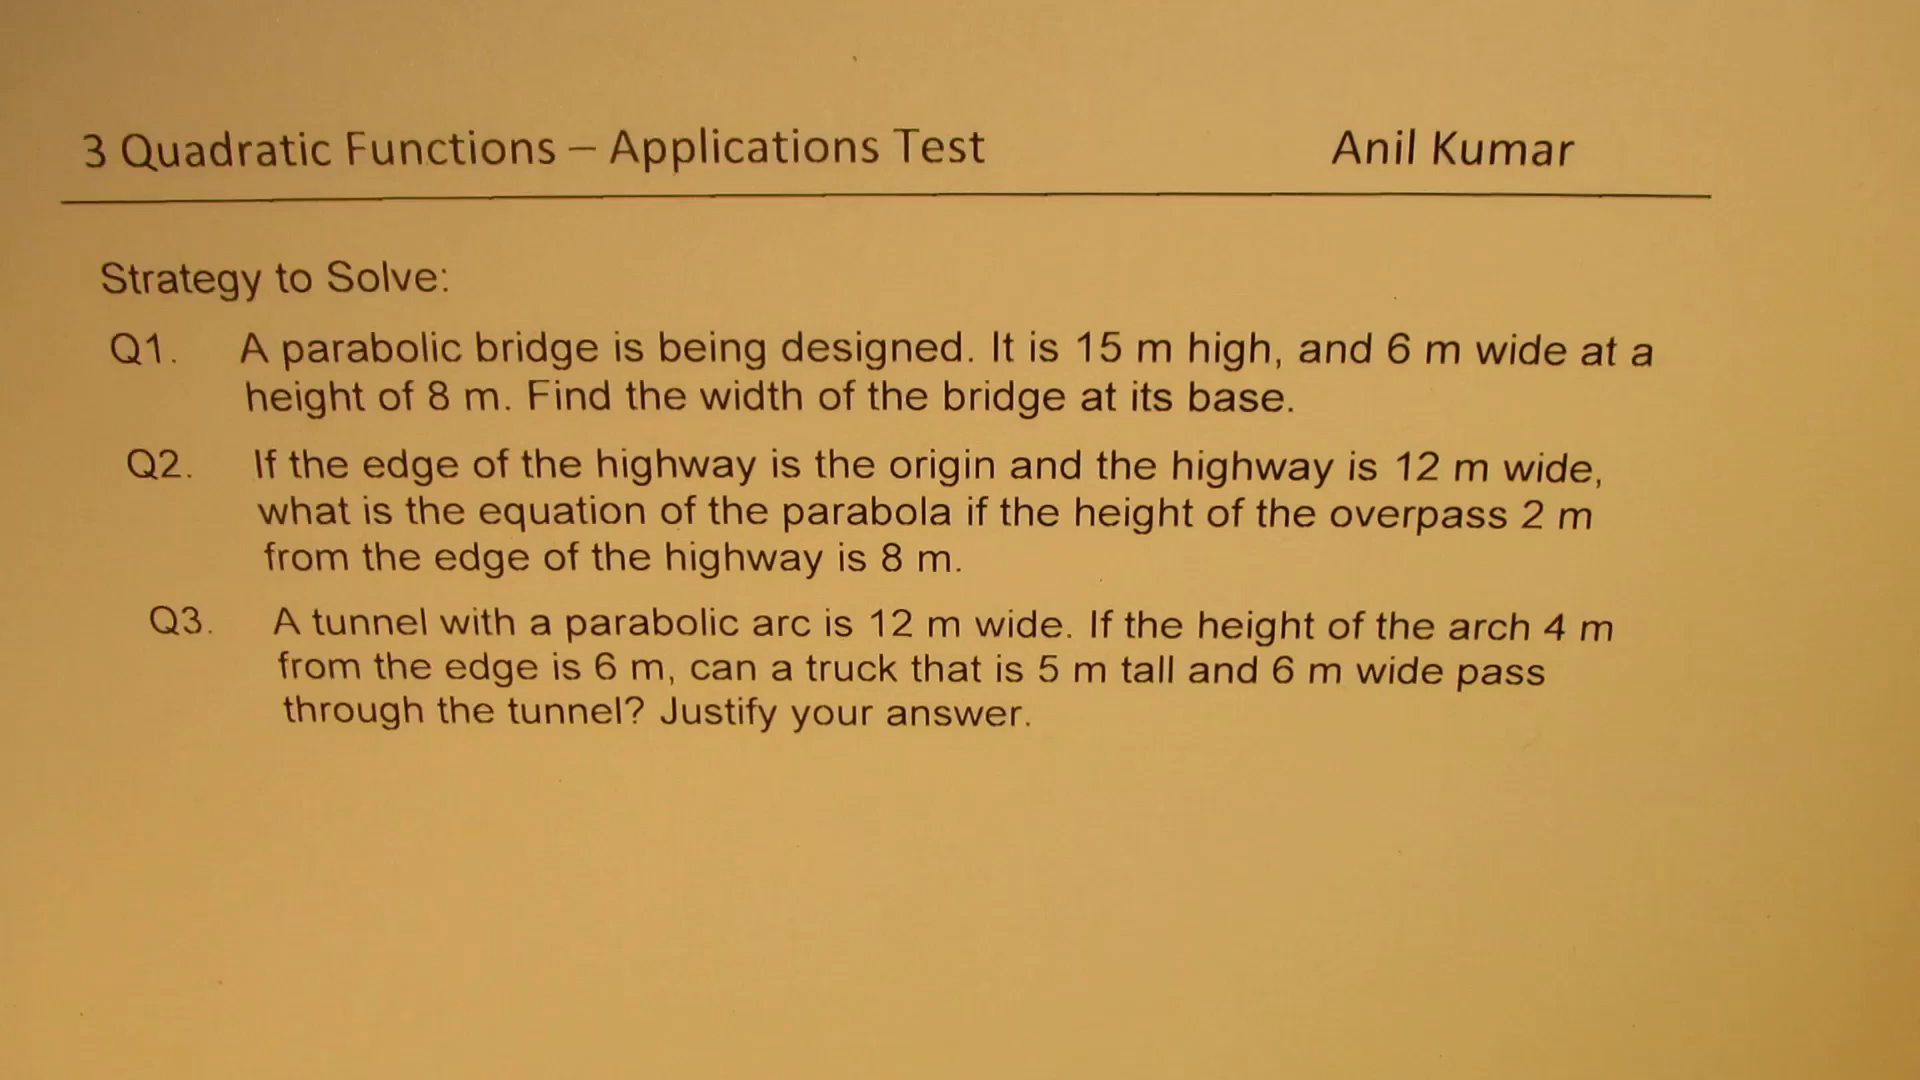 3 Quadratic Functions – Applications Test Anil Kumar
Strategy to Solve:
Q1. A parabolic bridge is being designed. It is 15 m high, and 6 m wide at a
height of 8 m. Find the width of the bridge at its base.
Q2. If the edge of the highway is the origin and the highway is 12 m wide,
what is the equation of the parabola if the height of the overpass 2 m
from the edge of the highway is 8 m.
Q3. A tunnel with a parabolic arc is 12 m wide. If the height of the arch 4 m
from the edge is 6 m, can a truck that is 5 m tall and 6 m wide pass
through the tunnel? Justify your answer.